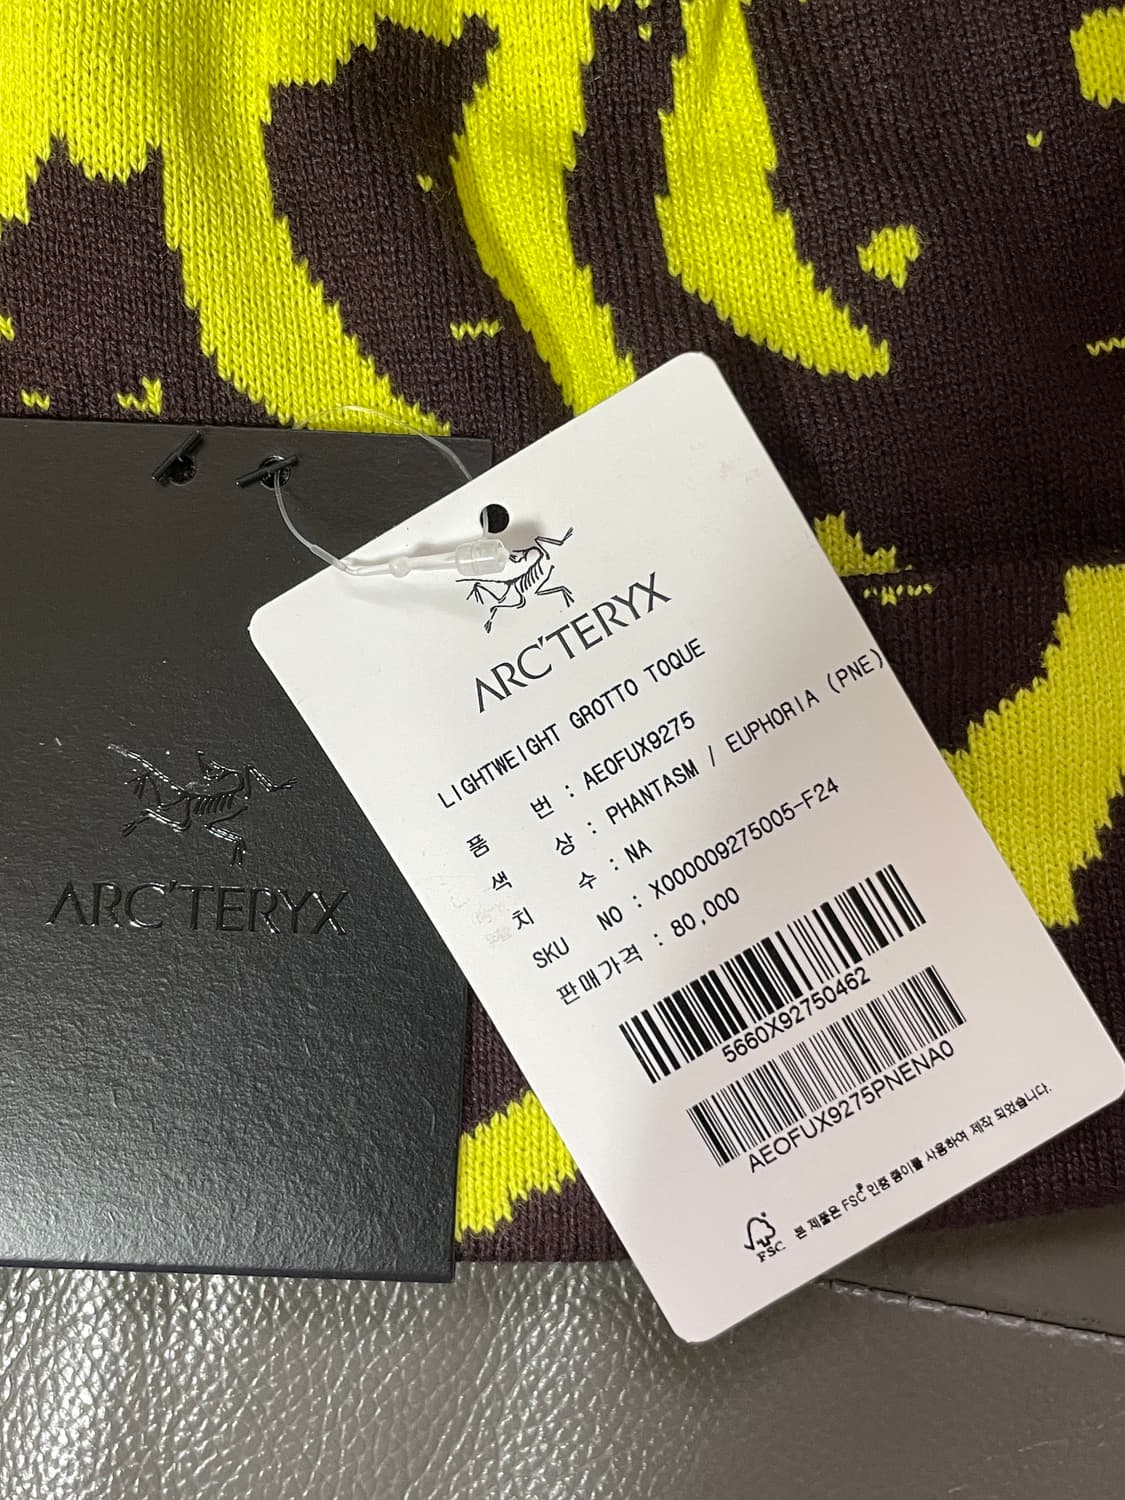 ARC'TERYX
ARC'TERYX
LIGHTWEIGHT GROTTO TOQUE
품 번 : AEOFUX9275
색 상 : PHANTASM / EUPHORIA (PNE)
치 수 : NA
SKU NO : X000009275005-F24
판매가격 : 80,000
5660X92750462
AEOFUX9275PNENA0
FSC 본 제품은 FSC® 인증 종이를 사용하여 제작 되었습니다.